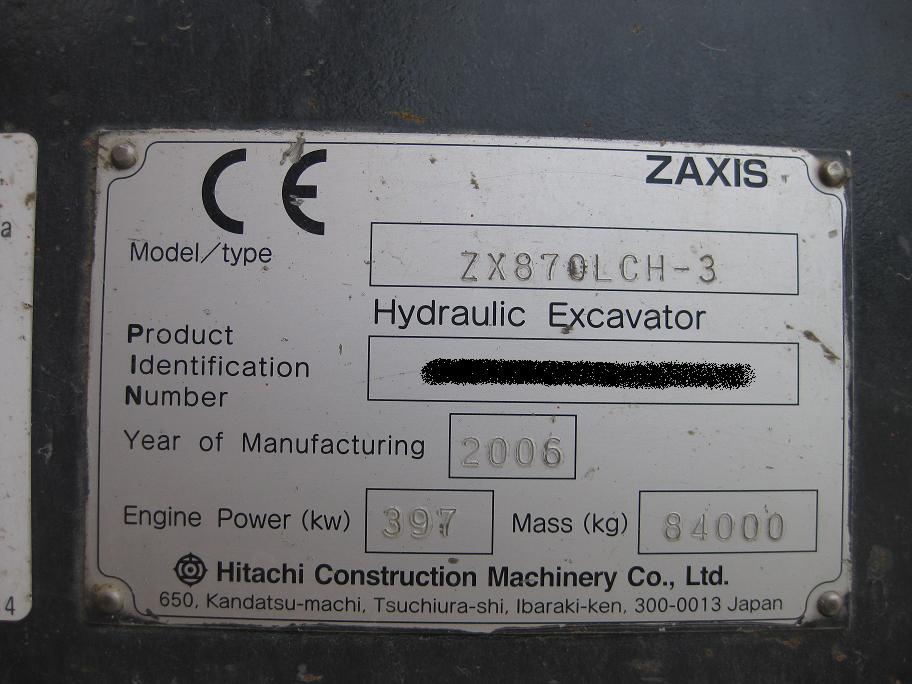 CE
ZAXIS
Model/type
ZX870LCH-3
Hydraulic Excavator
Product
Identification
Number
Year of Manufacturing
2006
Engine Power (kw)
397
Mass (kg)
84000
Hitachi Construction Machinery Co., Ltd.
650, Kandatsu-machi, Tsuchiura-shi, Ibaraki-ken, 300-0013 Japan
a
4